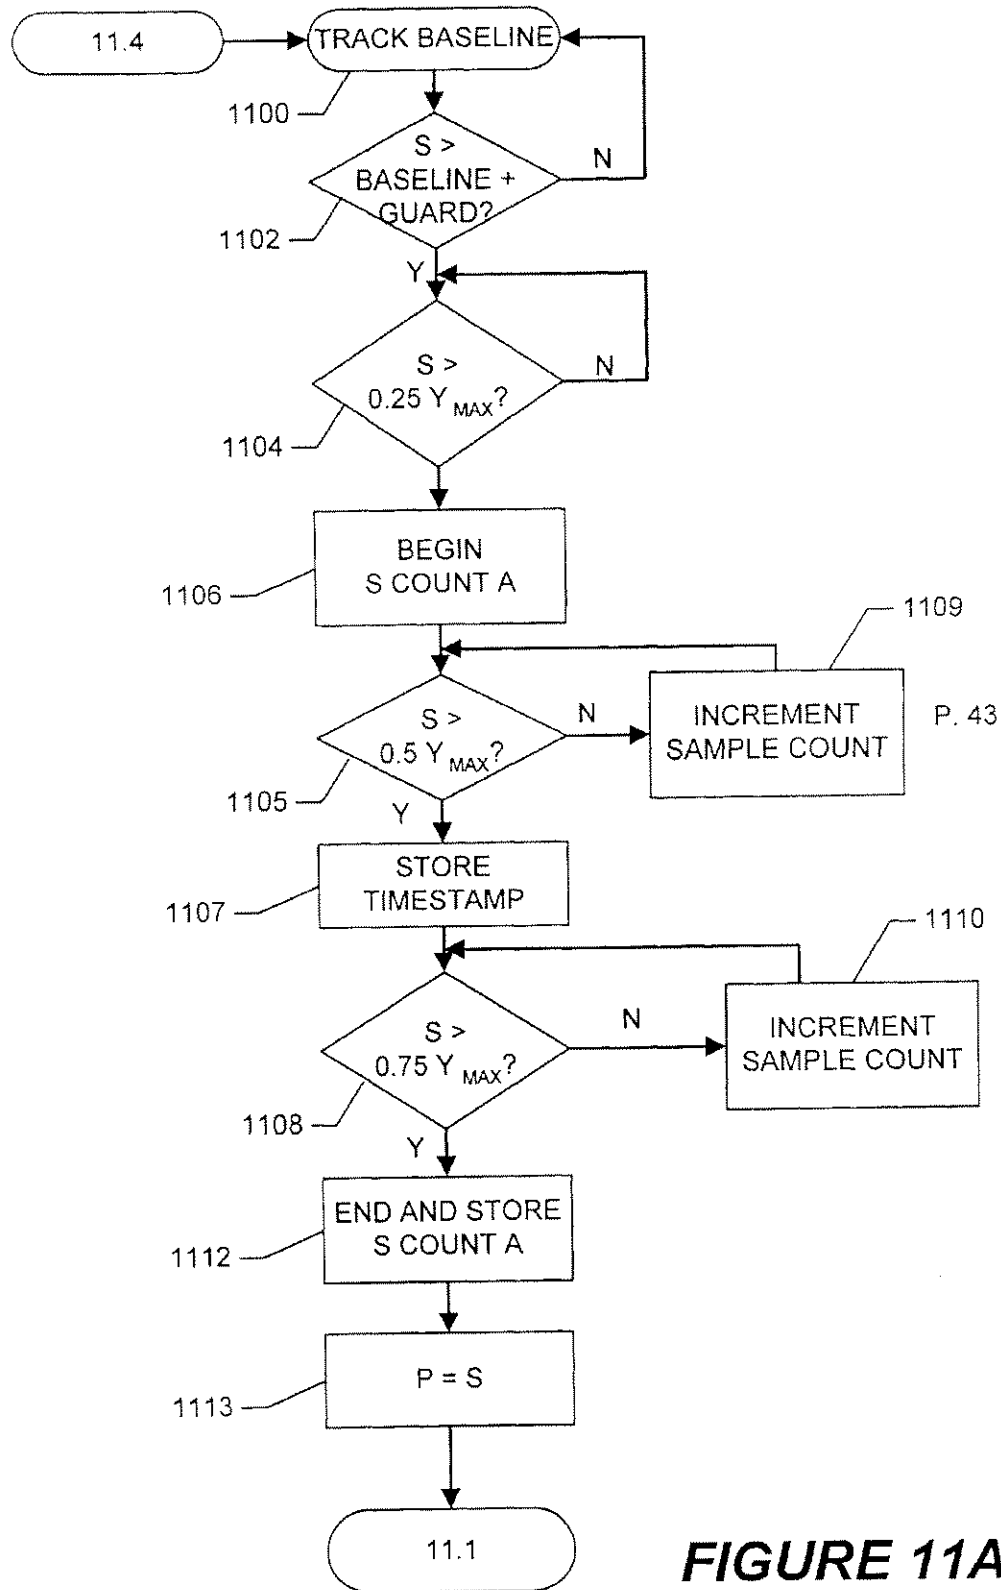 11.4
TRACK BASELINE
1100
S >
BASELINE +
GUARD?
N
1102
Y
S >
0.25 Y MAX?
N
1104
BEGIN
S COUNT A
1106
1109
S >
0.5 Y MAX?
N
INCREMENT
SAMPLE COUNT
P. 43
1105
Y
STORE
TIMESTAMP
1107
1110
S >
0.75 Y MAX?
N
INCREMENT
SAMPLE COUNT
1108
Y
END AND STORE
S COUNT A
1112
P = S
1113
11.1
FIGURE 11A